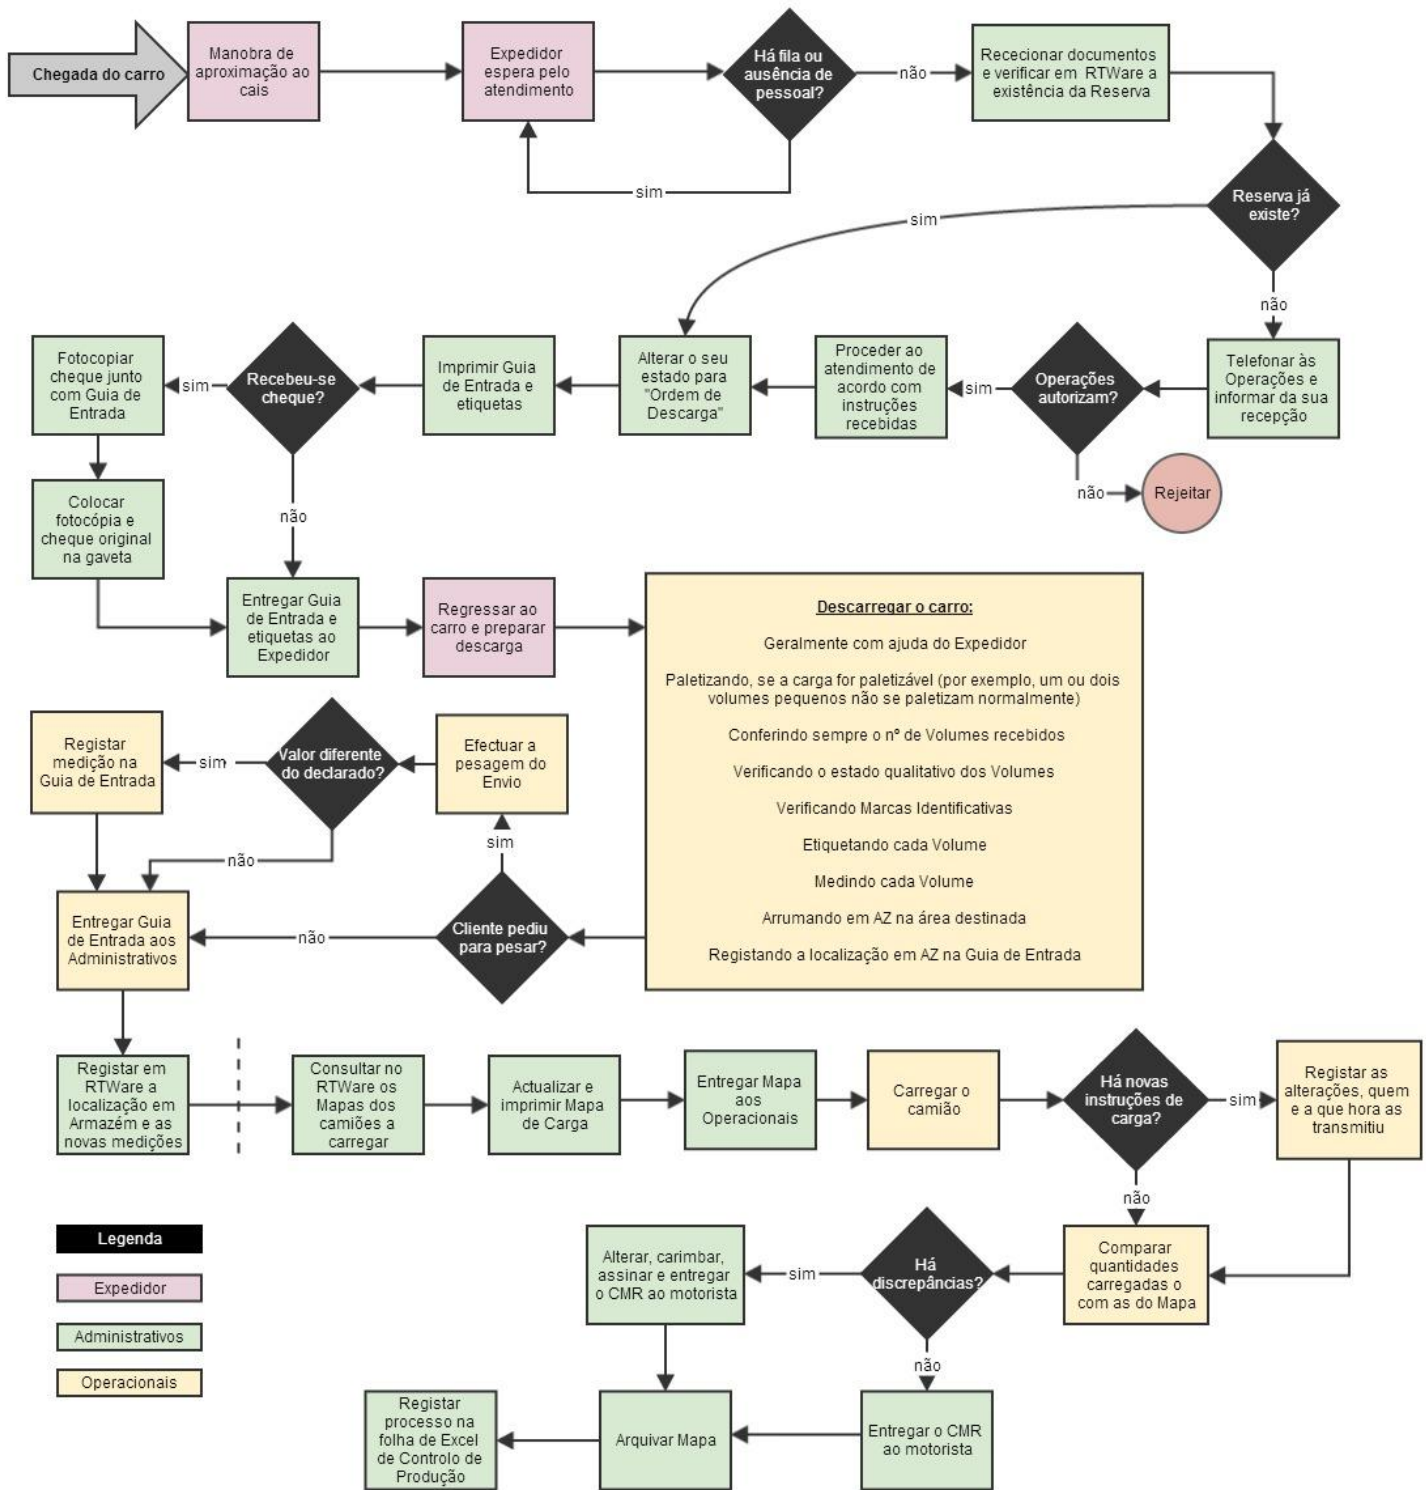 Chegada do carro
Manobra de
aproximação ao
cais
Expedidor
espera pelo
atendimento
Há fila ou
ausência de
pessoal?
não
Rececionar documentos
e verificar em RTWare a
existência da Reserva
sim
Reserva já
existe?
sim
não
Fotocopiar
cheque junto
com Guia de
Entrada
sim
Recebeu-se
cheque?
Imprimir Guia
de Entrada e
etiquetas
Alterar o seu
estado para
"Ordem de
Descarga"
Proceder ao
atendimento de
acordo com
instruções
recebidas
sim
Operações
autorizam?
Telefonar às
Operações e
informar da sua
recepção
não
Rejeitar
Colocar
fotocópia e
cheque original
na gaveta
não
Entregar Guia
de Entrada e
etiquetas ao
Expedidor
Regressar ao
carro e preparar
descarga
Descarregar o carro:
Geralmente com ajuda do Expedidor
Paletizando, se a carga for paletizável (por exemplo, um ou dois
volumes pequenos não se paletizam normalmente)
Conferindo sempre o nº de Volumes recebidos
Verificando o estado qualitativo dos Volumes
Verificando Marcas Identificativas
Etiquetando cada Volume
Medindo cada Volume
Arrumando em AZ na área destinada
Registando a localização em AZ na Guia de Entrada
Registar
medição na
Guia de Entrada
sim
Valor diferente
do declarado?
Efectuar a
pesagem do
Envio
sim
não
Entregar Guia
de Entrada aos
Administrativos
não
Cliente pediu
para pesar?
Registar em
RTWare a
localização em
Armazém e as
novas medições
Consultar no
RTWare os
Mapas dos
camiões a
carregar
Actualizar e
imprimir Mapa
de Carga
Entregar Mapa
aos
Operacionais
Carregar o
camião
Há novas
instruções de
carga?
sim
Registar as
alterações, quem
e a que hora as
transmitiu
não
Legenda
Expedidor
Administrativos
Operacionais
Alterar, carimbar,
assinar e entregar
o CMR ao motorista
sim
Há
discrepâncias?
Comparar
quantidades
carregadas o
com as do Mapa
não
Registar
processo na
folha de Excel
de Controlo de
Produção
Arquivar Mapa
Entregar o CMR
ao motorista